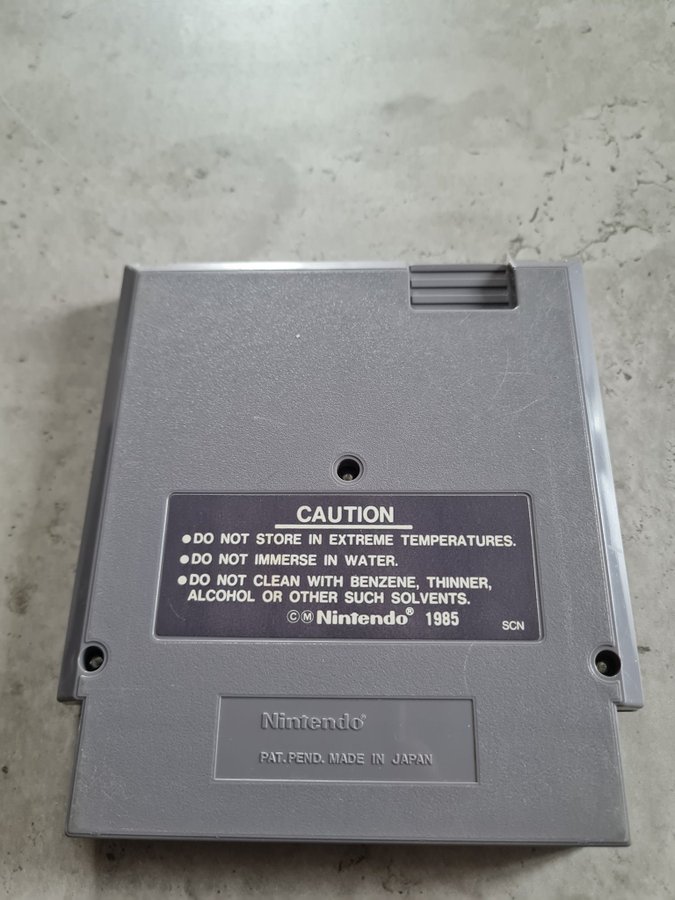 CAUTION
●DO NOT STORE IN EXTREME TEMPERATURES.
●DO NOT IMMERSE IN WATER.
●DO NOT CLEAN WITH BENZENE, THINNER,
ALCOHOL OR OTHER SUCH SOLVENTS.
©Ⓜ Nintendo® 1985
SCN
Nintendo®
PAT. PEND. MADE IN JAPAN